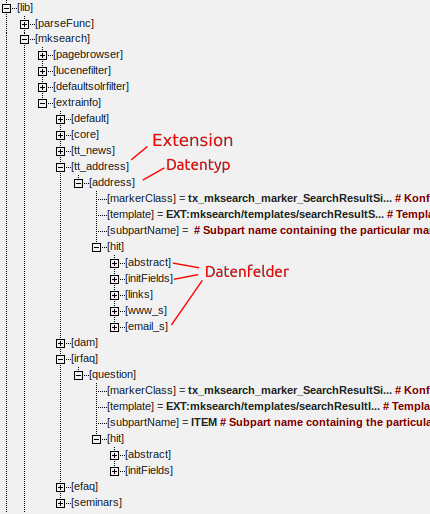 [lib]
[parseFunc]
[mksearch]
[pagebrowser]
[lucenefilter]
[defaultsolrfilter]
[extrainfo]
[default]
[core]
[tt_news]
Extension
[tt_address]
Datentyp
[address]
[markerClass] = tx_mksearch_marker_SearchResultSi... # Konf
[template] = EXT:mksearch/templates/searchResultS... # Templa
[subpartName] = # Subpart name containing the particular mar
[hit]
[abstract]
Datenfelder
[initFields]
[links]
[www_s]
[email_s]
[dam]
[irfaq]
[question]
[markerClass] = tx_mksearch_marker_SearchResultSi... # Konf
[template] = EXT:mksearch/templates/searchResultI... # Templa
[subpartName] = ITEM # Subpart name containing the particula
[hit]
[abstract]
[initFields]
[efaq]
[seminars]